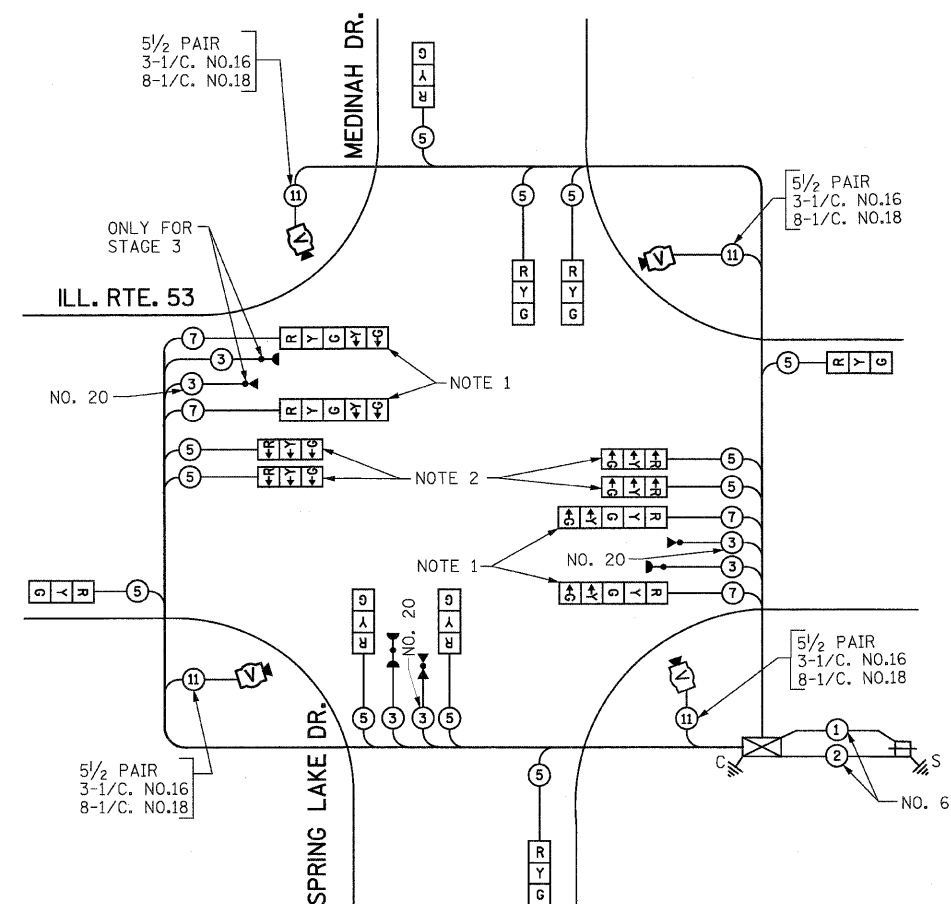 5 1/2 PAIR
3-1/C. NO.16
8-1/C. NO.18
MEDINAH DR.
G Y R
5
11
V
5
5
5 1/2 PAIR
3-1/C. NO.16
8-1/C. NO.18
11
V
ONLY FOR
STAGE 3
R Y G
R Y G
ILL. RTE. 53
7
R Y G Y G
3
5
R Y G
NO. 20
3
NOTE 1
7
R Y G Y G
5
R Y G
NOTE 2
G Y R
5
5
R Y G
G Y R
5
G Y G Y R
7
NO. 20
3
NOTE 1
3
G Y G Y R
7
G Y R
5
G Y R
NO. 20
G Y R
11
V
5
3
3
5
V
11
5 1/2 PAIR
3-1/C. NO.16
8-1/C. NO.18
5 1/2 PAIR
3-1/C. NO.16
8-1/C. NO.18
SPRING LAKE DR.
5
R Y G
C
1
2
S
NO. 6